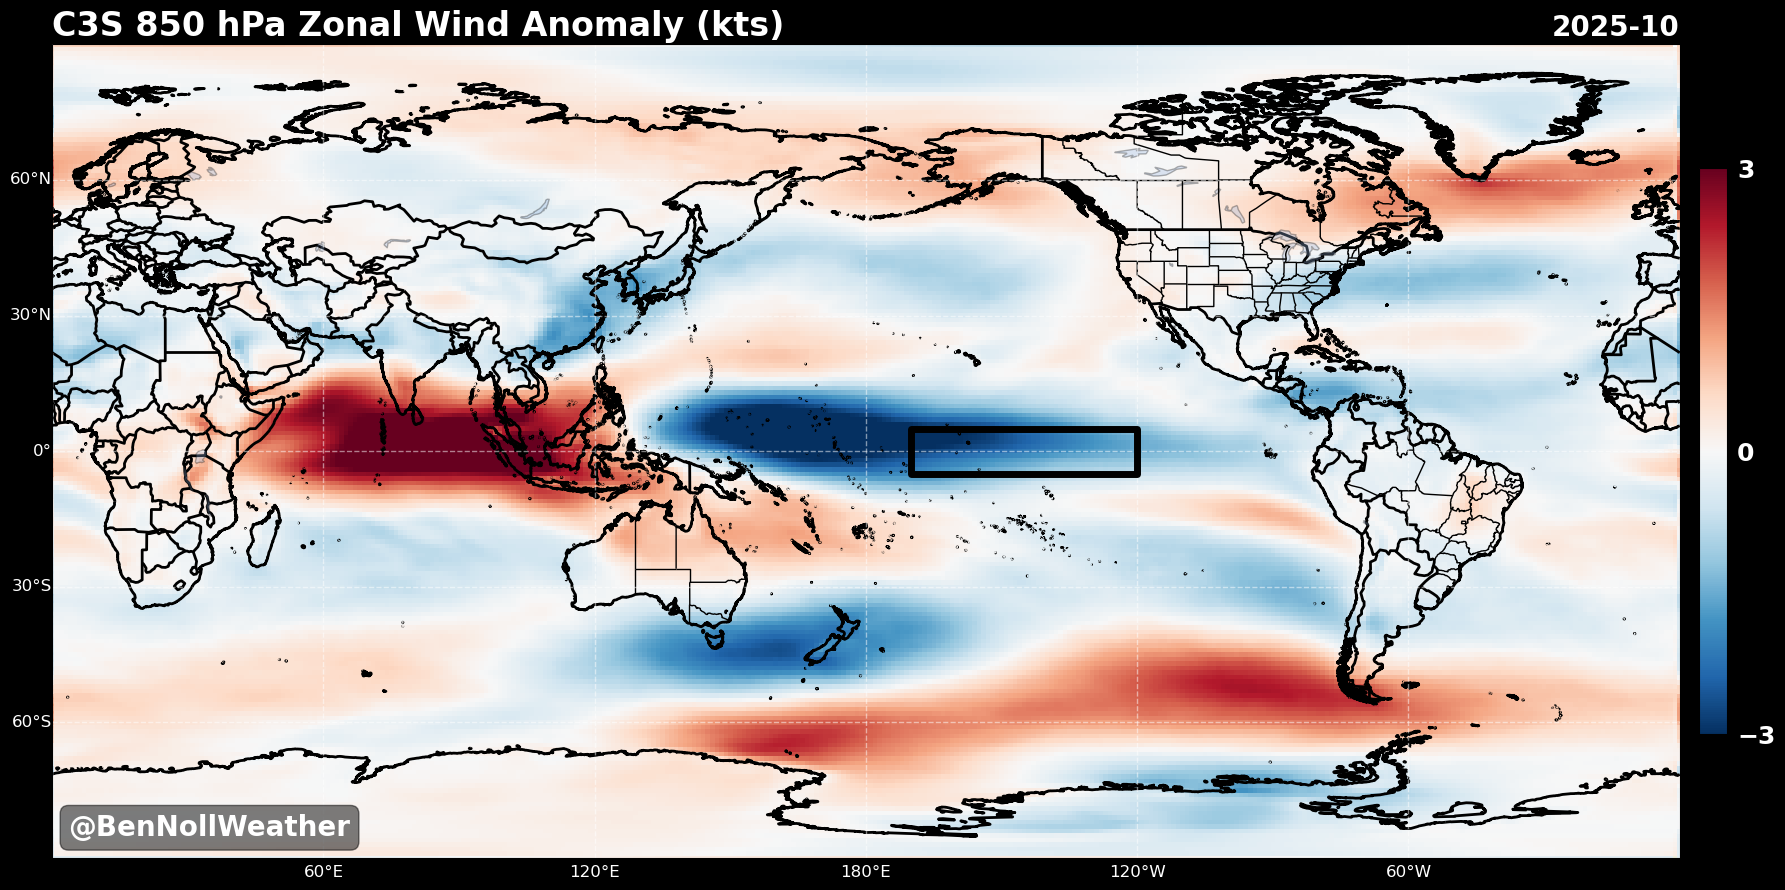 C3S 850 hPa Zonal Wind Anomaly (kts)
2025-10
60°N
30°N
0°
30°S
60°S
60°E
120°E
180°E
120°W
60°W
3
0
−3
@BenNollWeather